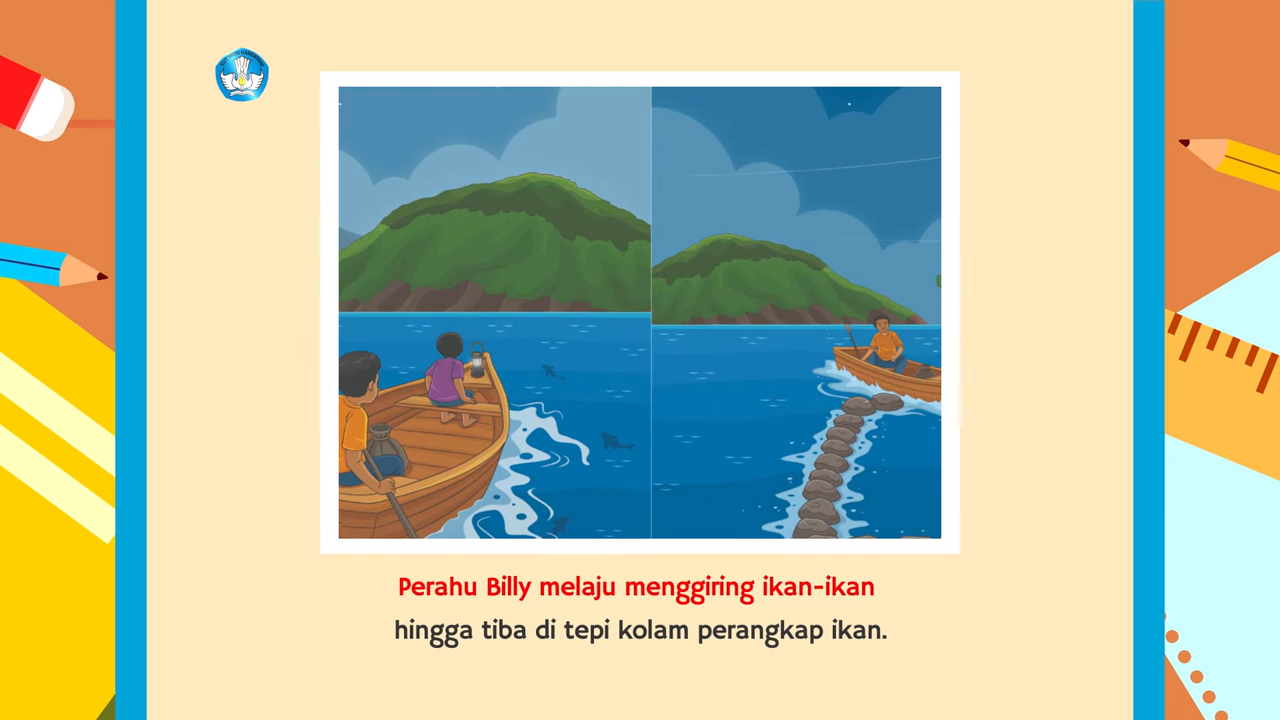 Perahu Billy melaju menggiring ikan-ikan
hingga tiba di tepi kolam perangkap ikan.